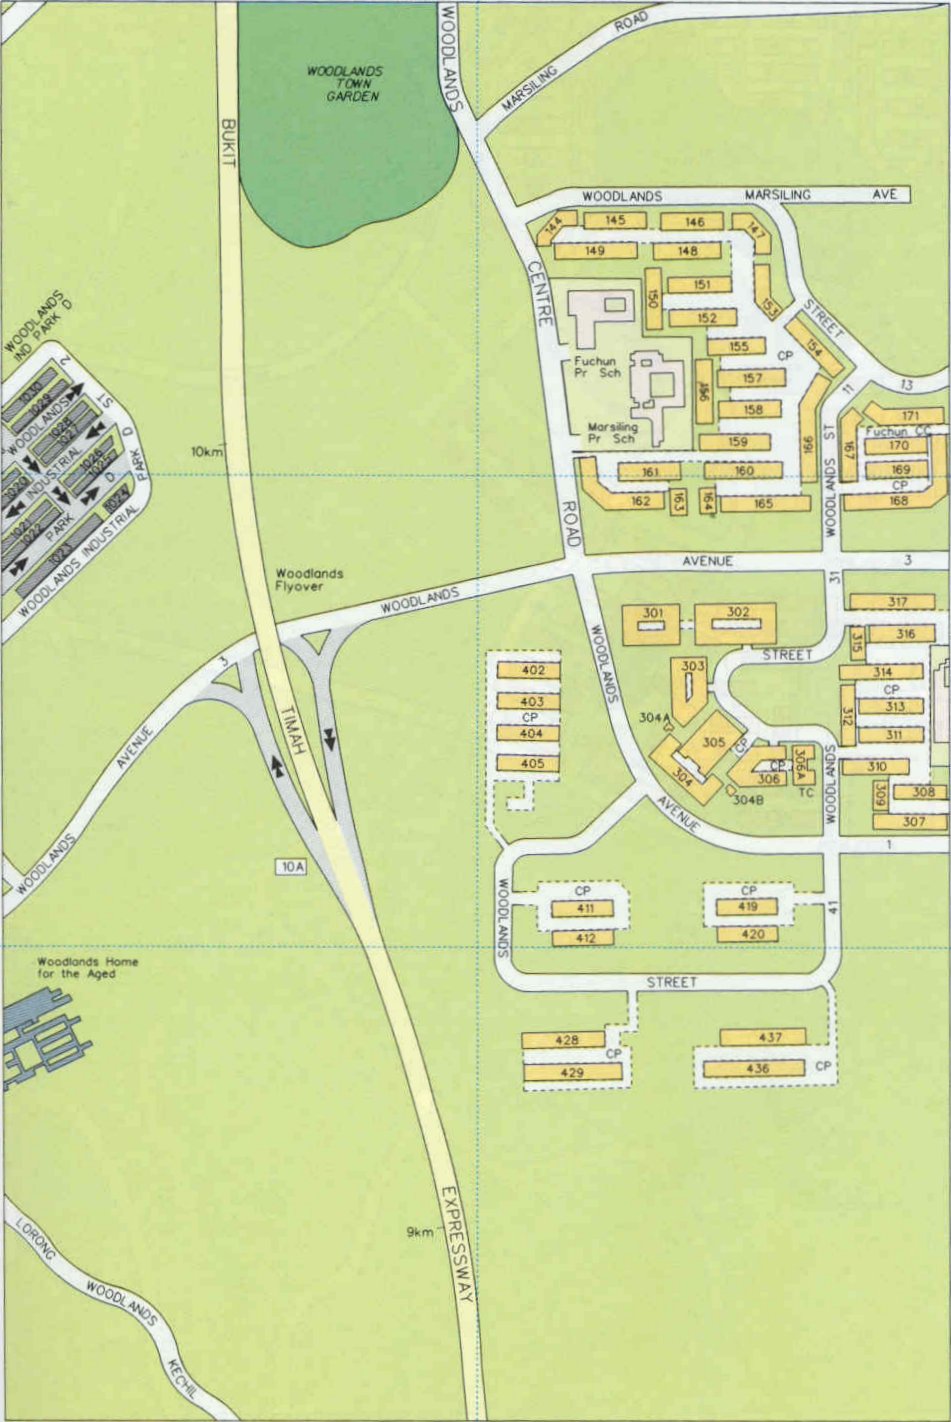 WOODLANDS
TOWN
GARDEN
WOODLANDS
MARSILING ROAD
BUKIT
WOODLANDS
MARSILING
AVE
144
145
146
147
149
148
CENTRE
151
150
153
152
STREET
WOODLANDS
IND PARK D
155
154
CP
Fuchun
Pr Sch
156
157
11
13
158
166
171
Marsiling
Pr Sch
159
ST
167
Fuchun CC
170
10km
161
160
169
CP
162
163
164
165
WOODLANDS
168
2
ST
D
PARK
1030
1029
WOODLANDS
1028
1027
INDUSTRIAL
1026
1025
D
1024
1020
1021
1022
PARK
1023
WOODLANDS INDUSTRIAL
ROAD
AVENUE
3
Woodlands
Flyover
WOODLANDS
31
317
301
302
316
315
WOODLANDS
STREET
3
402
303
314
CP
403
CP
313
312
304A
404
305
311
TIMAH
405
CP
304
CP
306
306A
310
TC
304B
309
308
307
AVENUE
WOODLANDS
AVENUE
1
WOODLANDS
10A
WOODLANDS
CP
411
412
CP
419
420
41
Woodlands Home
for the Aged
STREET
428
CP
429
437
436
CP
9km
EXPRESSWAY
LORONG
WOODLANDS
KECHIL